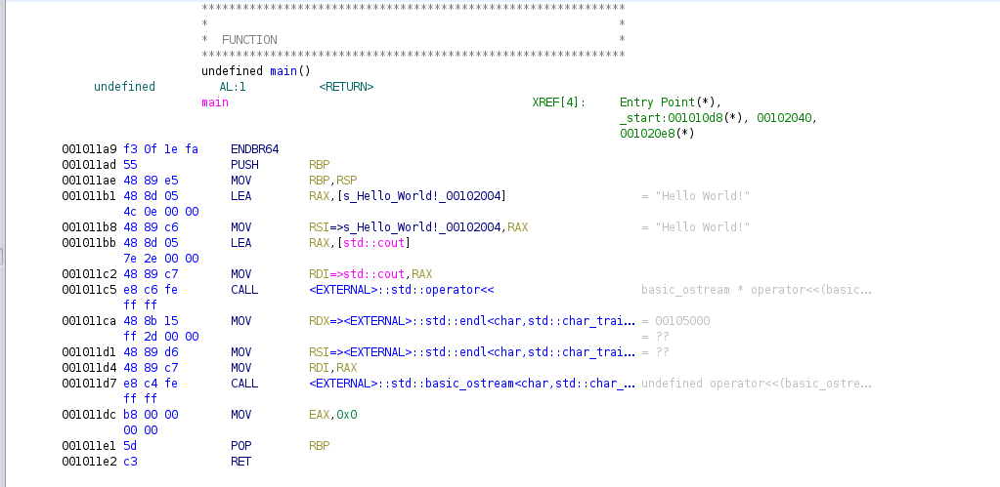 **************************************************************
* *
* FUNCTION *
**************************************************************
undefined main()
undefined AL:1 <RETURN>
main XREF[4]: Entry Point(*),
_start:001010d8(*), 00102040,
001020e8(*)
001011a9 f3 0f 1e fa ENDBR64
001011ad 55 PUSH RBP
001011ae 48 89 e5 MOV RBP,RSP
001011b1 48 8d 05 LEA RAX,[s_Hello_World!_00102004] = "Hello World!"
4c 0e 00 00
001011b8 48 89 c6 MOV RSI=>s_Hello_World!_00102004,RAX = "Hello World!"
001011bb 48 8d 05 LEA RAX,[std::cout]
7e 2e 00 00
001011c2 48 89 c7 MOV RDI=>std::cout,RAX
001011c5 e8 c6 fe CALL <EXTERNAL>::std::operator<< basic_ostream * operator<<(basic...
ff ff
001011ca 48 8b 15 MOV RDX=><EXTERNAL>::std::endl<char,std::char_trai... = 00105000
ff 2d 00 00 = ??
001011d1 48 89 d6 MOV RSI=><EXTERNAL>::std::endl<char,std::char_trai... = ??
001011d4 48 89 c7 MOV RDI,RAX
001011d7 e8 c4 fe CALL <EXTERNAL>::std::basic_ostream<char,std::char_... undefined operator<<(basic_ostre...
ff ff
001011dc b8 00 00 MOV EAX,0x0
00 00
001011e1 5d POP RBP
001011e2 c3 RET